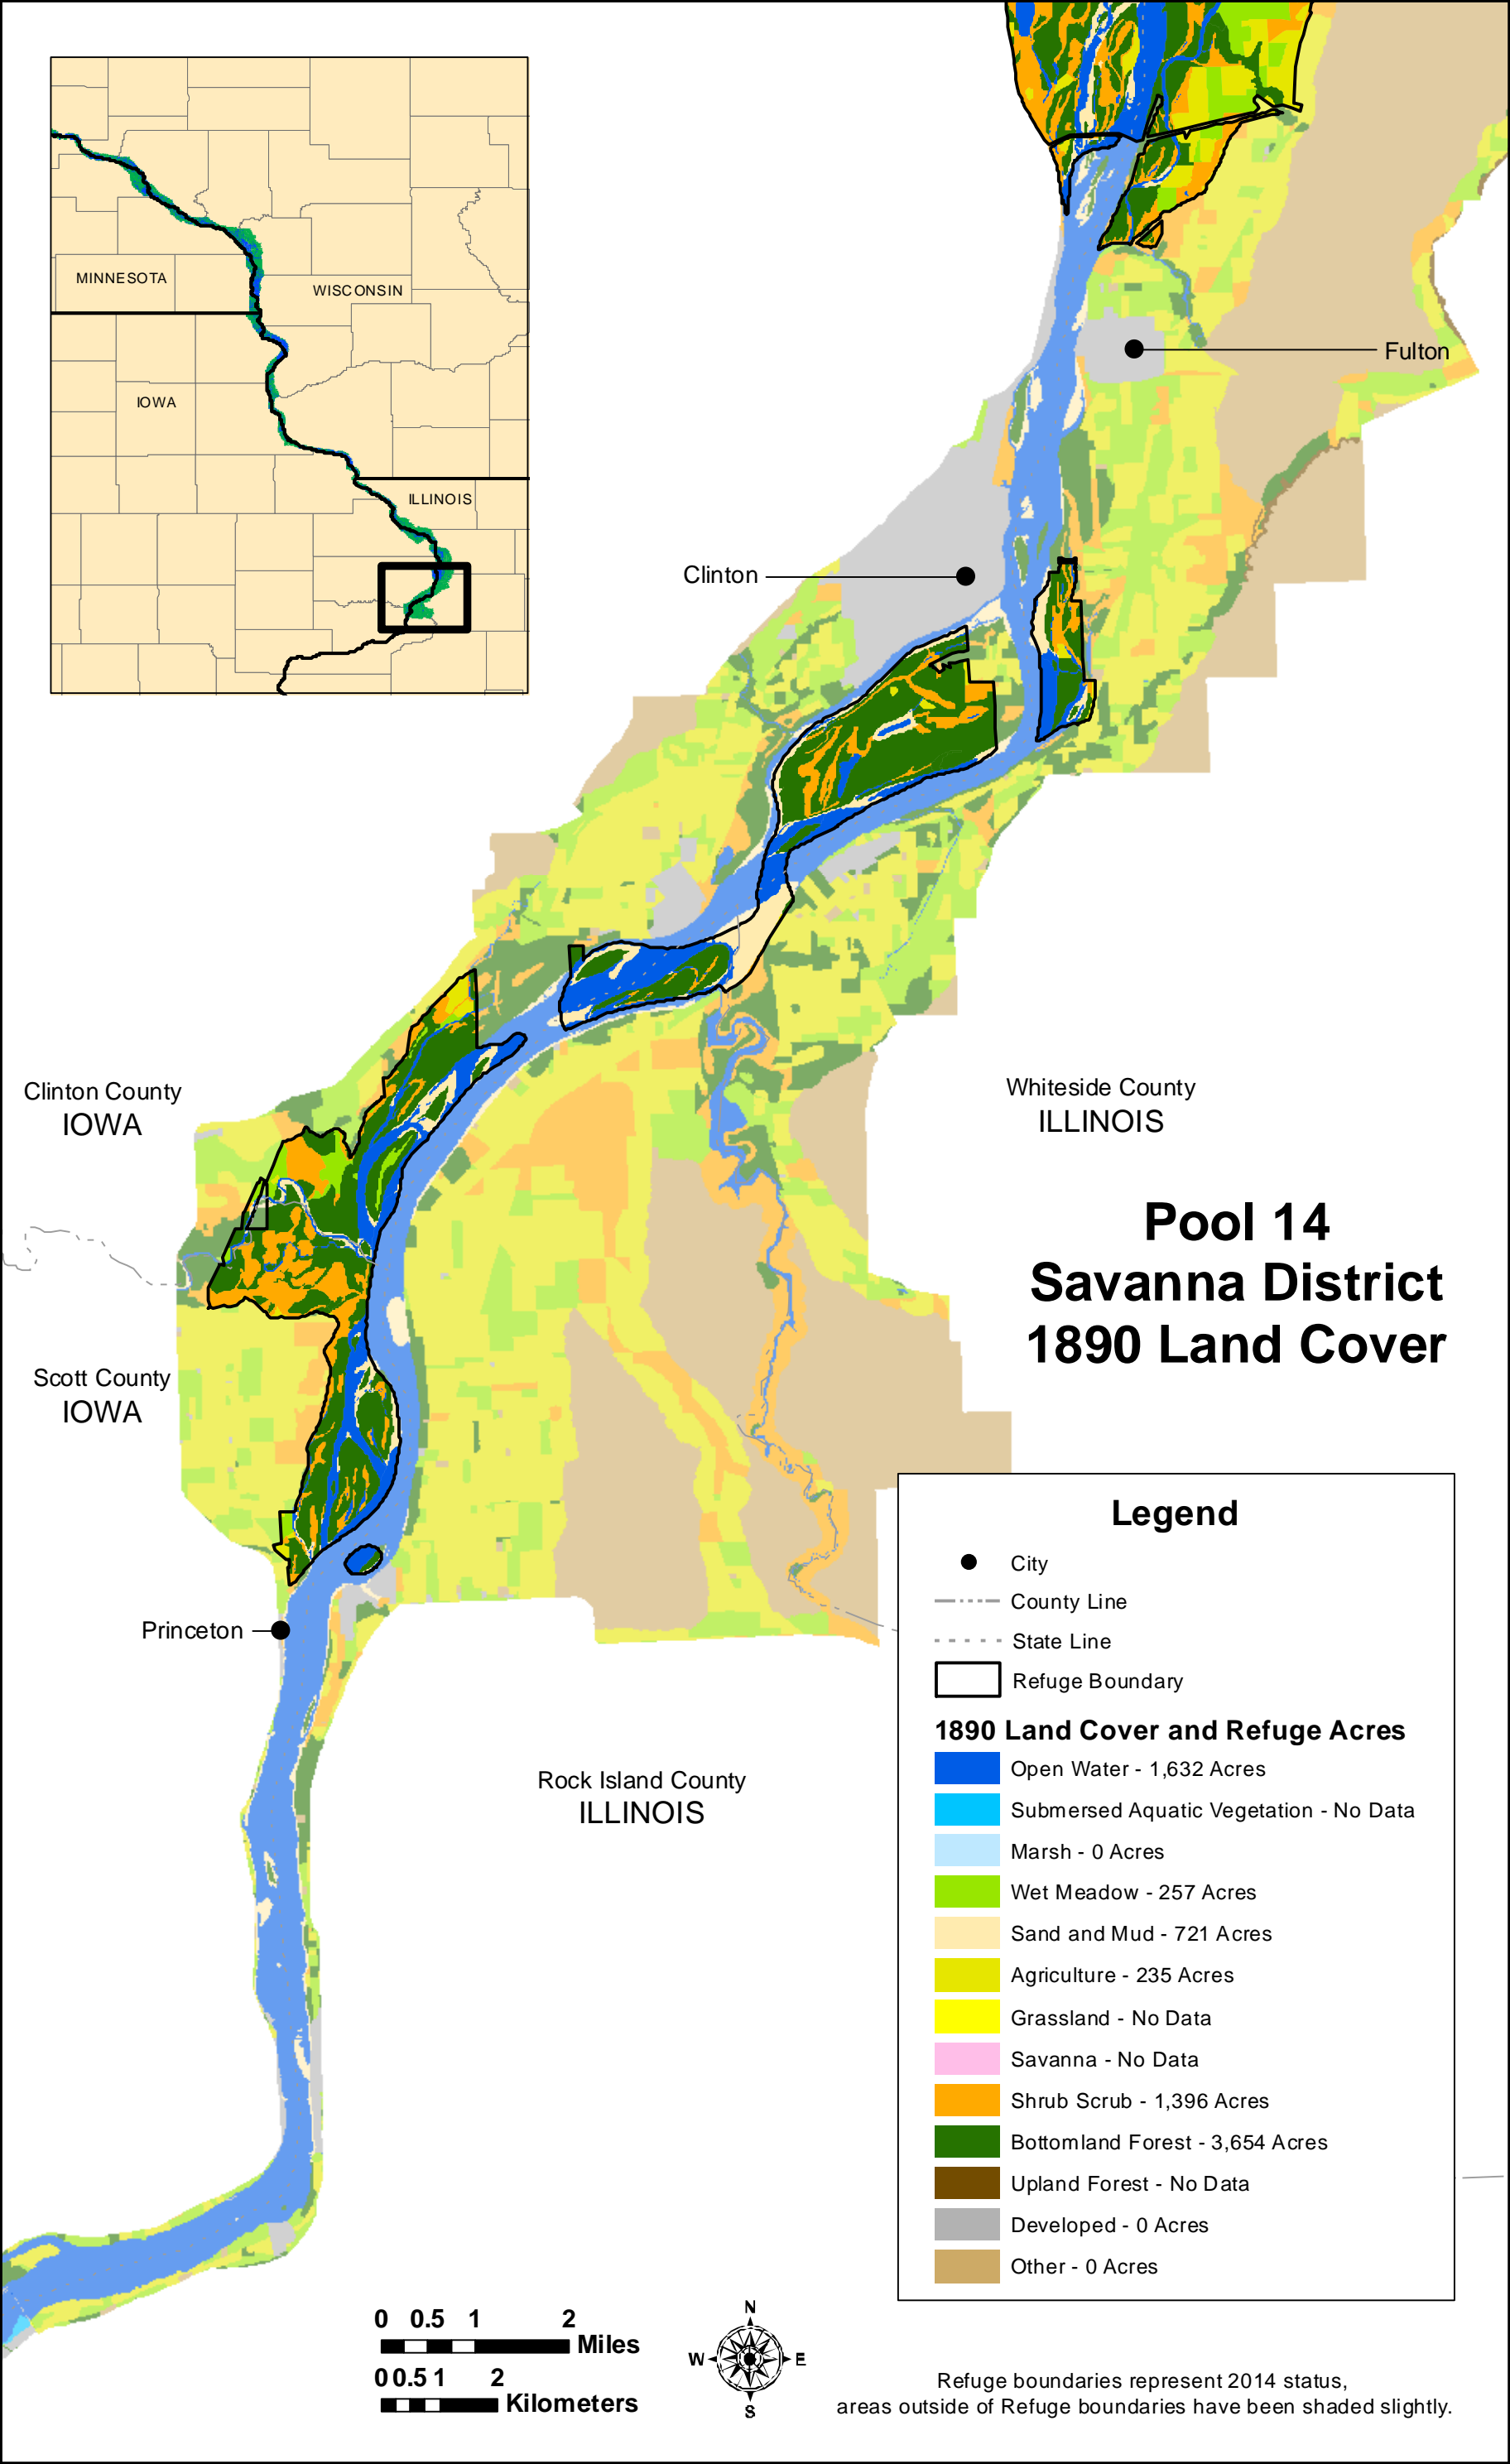 MINNESOTA
WISCONSIN
IOWA
ILLINOIS
Fulton
Clinton
Clinton County
IOWA
Whiteside County
ILLINOIS
Pool 14
Savanna District
1890 Land Cover
Scott County
IOWA
Princeton
Rock Island County
ILLINOIS
Legend
City
County Line
State Line
Refuge Boundary
1890 Land Cover and Refuge Acres
Open Water - 1,632 Acres
Submersed Aquatic Vegetation - No Data
Marsh - 0 Acres
Wet Meadow - 257 Acres
Sand and Mud - 721 Acres
Agriculture - 235 Acres
Grassland - No Data
Savanna - No Data
Shrub Scrub - 1,396 Acres
Bottomland Forest - 3,654 Acres
Upland Forest - No Data
Developed - 0 Acres
Other - 0 Acres
0 0.5 1 2
Miles
0 0.5 1 2
Kilometers
N
W E
S
Refuge boundaries represent 2014 status,
areas outside of Refuge boundaries have been shaded slightly.